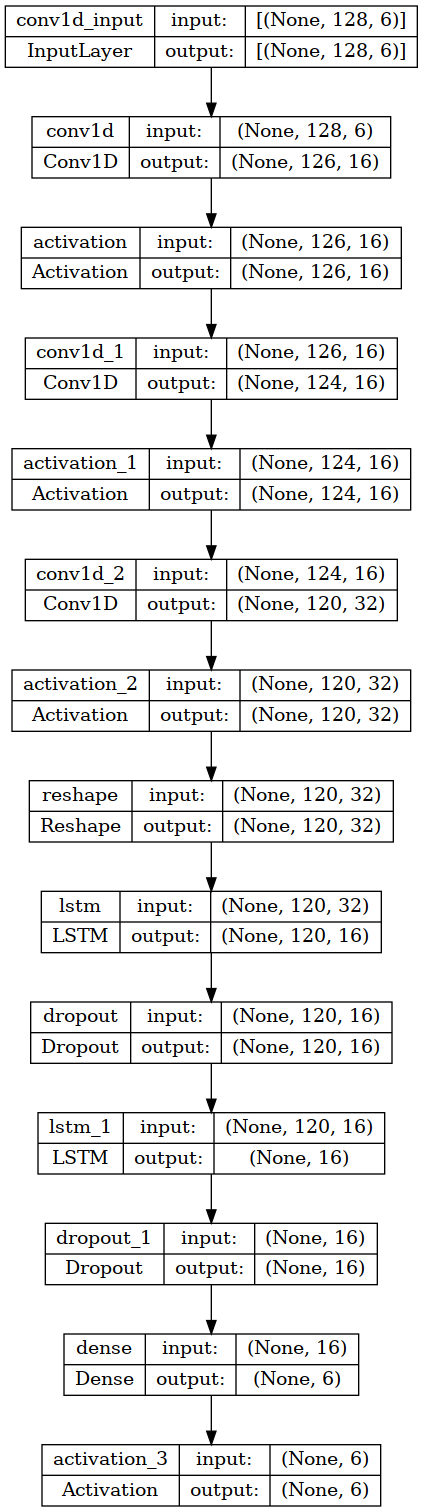 conv1d_input input: [(None, 128, 6)]
InputLayer output: [(None, 128, 6)]
conv1d input: (None, 128, 6)
Conv1D output: (None, 126, 16)
activation input: (None, 126, 16)
Activation output: (None, 126, 16)
conv1d_1 input: (None, 126, 16)
Conv1D output: (None, 124, 16)
activation_1 input: (None, 124, 16)
Activation output: (None, 124, 16)
conv1d_2 input: (None, 124, 16)
Conv1D output: (None, 120, 32)
activation_2 input: (None, 120, 32)
Activation output: (None, 120, 32)
reshape input: (None, 120, 32)
Reshape output: (None, 120, 32)
lstm input: (None, 120, 32)
LSTM output: (None, 120, 16)
dropout input: (None, 120, 16)
Dropout output: (None, 120, 16)
lstm_1 input: (None, 120, 16)
LSTM output: (None, 16)
dropout_1 input: (None, 16)
Dropout output: (None, 16)
dense input: (None, 16)
Dense output: (None, 6)
activation_3 input: (None, 6)
Activation output: (None, 6)